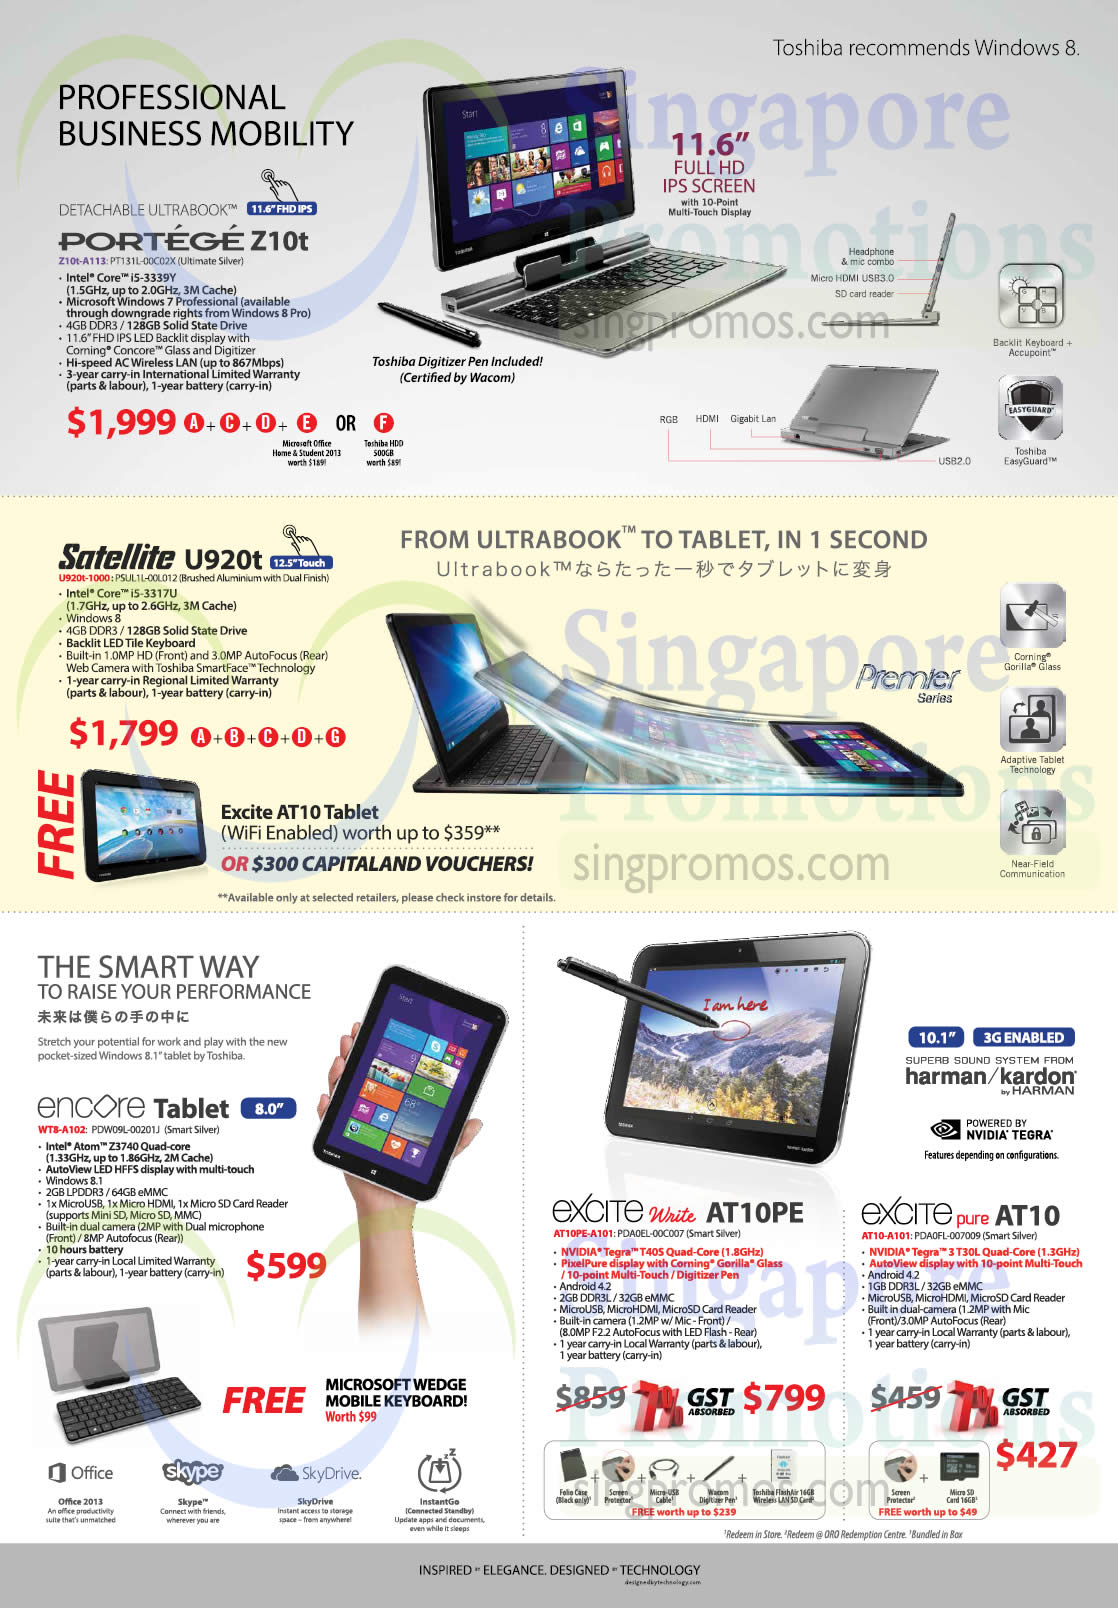 Toshiba recommends Windows 8.
PROFESSIONAL
BUSINESS MOBILITY
DETACHABLE ULTRABOOK™ 11.6" FHD IPS
PORTÉGÉ Z10t
Z10t-A113: PT131L-00C02X (Ultimate Silver)
• Intel® Core™ i5-3339Y
(1.5GHz, up to 2.0GHz, 3M Cache)
• Microsoft Windows 7 Professional (available
through downgrade rights from Windows 8 Pro)
• 4GB DDR3 / 128GB Solid State Drive
• 11.6" FHD IPS LED Backlit display with
Corning® Concore™ Glass and Digitizer
• Hi-speed AC Wireless LAN (up to 867Mbps)
• 3-year carry-in International Limited Warranty
(parts & labour), 1-year battery (carry-in)
$1,999 A + C + D + E OR F
Microsoft Office
Home & Student 2013
worth $189!
Toshiba HDD
500GB
worth $89!
Start
TOSHIBA
Toshiba Digitizer Pen Included!
(Certified by Wacom)
11.6"
FULL HD
IPS SCREEN
with 10-Point
Multi-Touch Display
Headphone
& mic combo
Micro HDMI USB3.0
SD card reader
RGB HDMI Gigabit Lan
USB2.0
Backlit Keyboard +
Accupoint™
EASYGUARD
Toshiba
EasyGuard™
Singapore
Promotions
singpromos.com
Satellite U920t 12.5" Touch
U920t-1000: PSUL1L-00L012 (Brushed Aluminium with Dual Finish)
• Intel® Core™ i5-3317U
(1.7GHz, up to 2.6GHz, 3M Cache)
• Windows 8
• 4GB DDR3 / 128GB Solid State Drive
• Backlit LED Tile Keyboard
• Built-in 1.0MP HD (Front) and 3.0MP AutoFocus (Rear)
Web Camera with Toshiba SmartFace™ Technology
• 1-year carry-in Regional Limited Warranty
(parts & labour), 1-year battery (carry-in)
$1,799 A + B + C + D + G
FROM ULTRABOOK™ TO TABLET, IN 1 SECOND
Ultrabook™ならたった一秒でタブレットに変身
Premier
Series
Corning®
Gorilla® Glass
Adaptive Tablet
Technology
Near-Field
Communication
FREE
Excite AT10 Tablet
(WiFi Enabled) worth up to $359**
OR $300 CAPITALAND VOUCHERS!
**Available only at selected retailers, please check instore for details.
Singapore
Promotions
singpromos.com
THE SMART WAY
TO RAISE YOUR PERFORMANCE
未来は僕らの手の中に
Stretch your potential for work and play with the new
pocket-sized Windows 8.1" tablet by Toshiba.
encore Tablet 8.0"
WT8-A102: PDW09L-00201J (Smart Silver)
• Intel® Atom™ Z3740 Quad-core
(1.33GHz, up to 1.86GHz, 2M Cache)
• AutoView LED HFFS display with multi-touch
• Windows 8.1
• 2GB LPDDR3 / 64GB eMMC
• 1x MicroUSB, 1x Micro HDMI, 1x Micro SD Card Reader
(supports Mini SD, Micro SD, MMC)
• Built-in dual camera (2MP with Dual microphone
(Front) / 8MP Autofocus (Rear))
• 10 hours battery
• 1-year carry-in Local Limited Warranty
(parts & labour), 1-year battery (carry-in)
$599
Start
TOSHIBA
FREE
MICROSOFT WEDGE
MOBILE KEYBOARD!
Worth $99
Office
Office 2013
An office productivity
suite that's unmatched
skype
Skype™
Connect with friends,
wherever you are
SkyDrive.
SkyDrive
Instant access to storage
space – from anywhere!
InstantGo
(Connected Standby)
Update apps and documents,
even while it sleeps
I am here
TOSHIBA
10.1" 3G ENABLED
SUPERB SOUND SYSTEM FROM
harman/kardon®
by HARMAN
POWERED BY
NVIDIA® TEGRA®
Features depending on configurations.
excite Write AT10PE
AT10PE-A101: PDA0EL-00C007 (Smart Silver)
• NVIDIA® Tegra™ T40S Quad-Core (1.8GHz)
• PixelPure display with Corning® Gorilla® Glass
/ 10-point Multi-Touch / Digitizer Pen
• Android 4.2
• 2GB DDR3L / 32GB eMMC
• MicroUSB, MicroHDMI, MicroSD Card Reader
• Built-in camera (1.2MP w/ Mic - Front) /
(8.0MP F2.2 AutoFocus with LED Flash - Rear)
• 1 year carry-in Local Warranty (parts & labour),
1 year battery (carry-in)
$859 7% GST ABSORBED $799
Folio Case
(Black only)¹
Screen
Protector²
Micro-USB
Cable³
Wacom
Digitizer Pen³
Toshiba FlashAir 16GB
Wireless LAN SD Card¹
FREE worth up to $239
excite pure AT10
AT10-A101: PDA0FL-007009 (Smart Silver)
• NVIDIA® Tegra™ 3 T30L Quad-Core (1.3GHz)
• AutoView display with 10-point Multi-Touch
• Android 4.2
• 1GB DDR3L / 32GB eMMC
• MicroUSB, MicroHDMI, MicroSD Card Reader
• Built in dual-camera (1.2MP with Mic
(Front)/3.0MP AutoFocus (Rear)
• 1 year carry-in Local Warranty (parts & labour),
1 year battery (carry-in)
$459 7% GST ABSORBED
$427
Screen
Protector²
Micro SD
Card 16GB¹
FREE worth up to $49
¹Redeem in Store. ²Redeem @ ORO Redemption Centre. ³Bundled in Box
Singapore
Promotions
singpromos.com
INSPIRED BY ELEGANCE. DESIGNED BY TECHNOLOGY
designedbytechnology.com